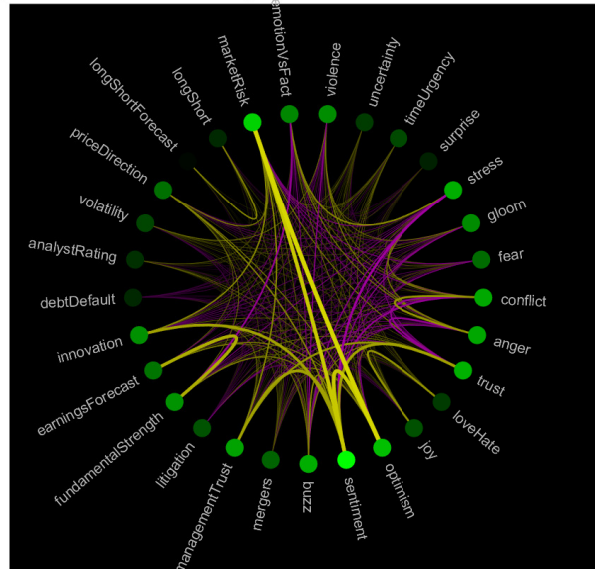 emotionVsFact
violence
uncertainty
timeUrgency
surprise
stress
gloom
fear
conflict
anger
trust
loveHate
joy
optimism
sentiment
buzz
mergers
managementTrust
litigation
fundamentalStrength
earningsForecast
innovation
debtDefault
analystRating
volatility
priceDirection
longShortForecast
longShort
marketRisk